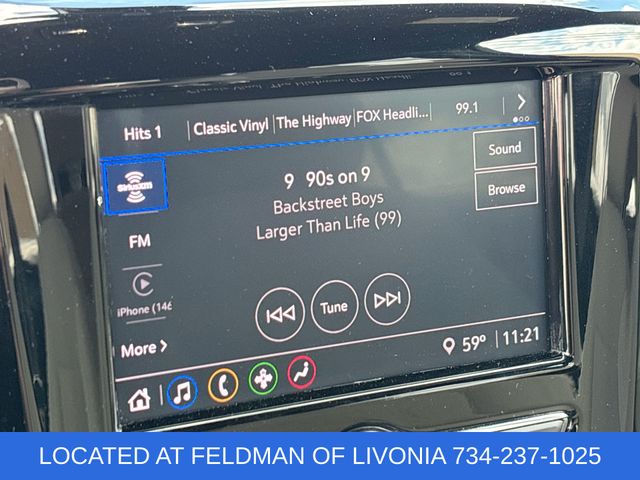 Hits 1 Classic Vinyl The Highway FOX Headli... 99.1
SiriusXM
9 90s on 9
Backstreet Boys
Larger Than Life (99)
Sound
Browse
FM
iPhone (146
Tune
More
59° 11:21
LOCATED AT FELDMAN OF LIVONIA 734-237-1025